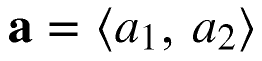 𝐚 = ⟨a₁, a₂⟩